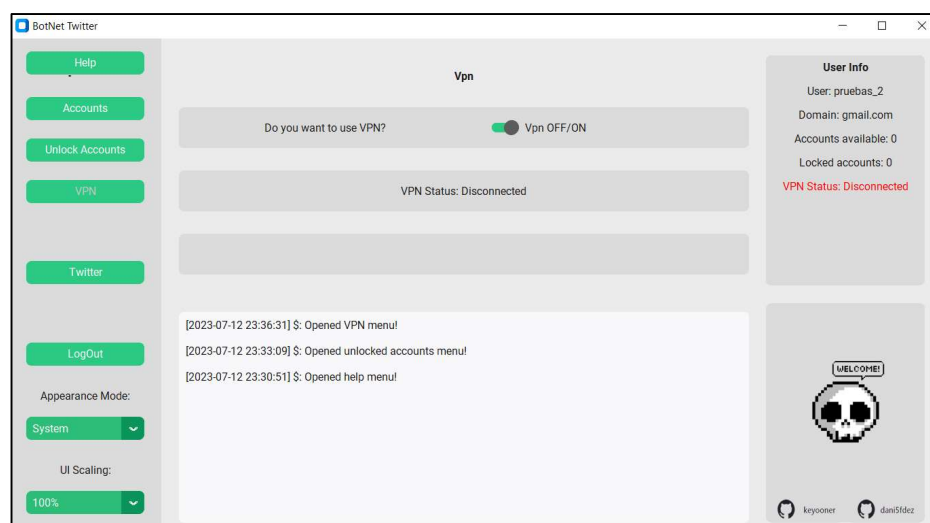 BotNet Twitter
Help
Accounts
Unlock Accounts
VPN
Twitter
LogOut
Appearance Mode:
System
UI Scaling:
100%
Vpn
Do you want to use VPN?
Vpn OFF/ON
VPN Status: Disconnected
[2023-07-12 23:36:31] $: Opened VPN menu!
[2023-07-12 23:33:09] $: Opened unlocked accounts menu!
[2023-07-12 23:30:51] $: Opened help menu!
User Info
User: pruebas_2
Domain: gmail.com
Accounts available: 0
Locked accounts: 0
VPN Status: Disconnected
WELCOME!
keyooner
dani5fdez